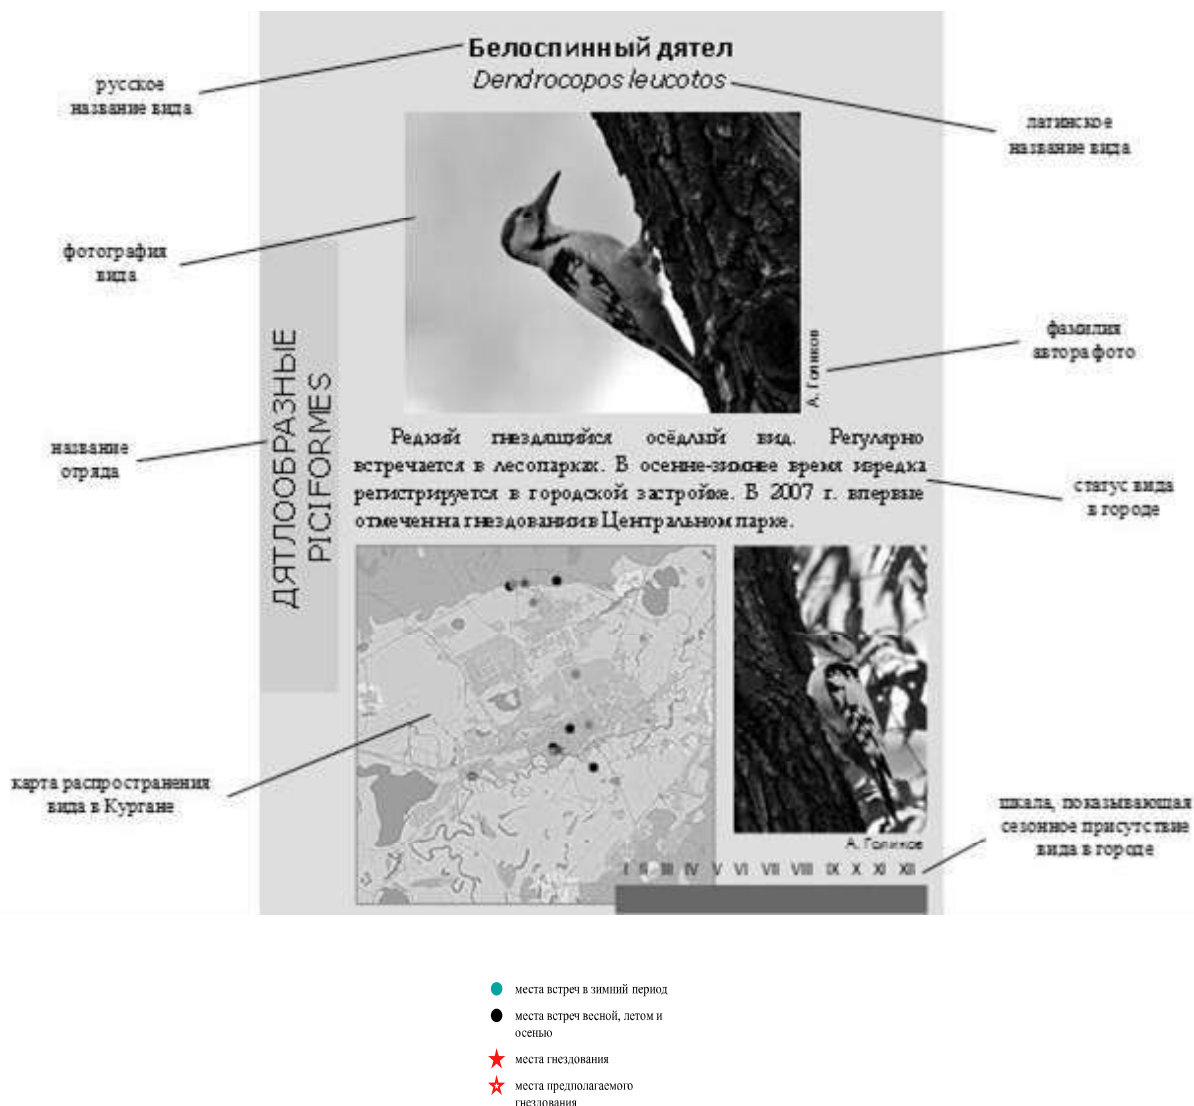 Белоспинный дятел
Dendrocopos leucotos
русское
название вида
латинское
название вида
фотография
вида
фамилия
автора фото
А. Голиков
название
отряда
ДЯТЛООБРАЗНЫЕ
PICIFORMES
Редкий гнездящийся осёдлый вид. Регулярно
встречается в лесопарках. В осенне-зимнее время изредка
регистрируется в городской застройке. В 2007 г. впервые
отмечен на гнездовании в Центральном парке.
статус вида
в городе
карта распространения
вида в Кургане
А. Голиков
шкала, показывающая
сезонное присутствие
вида в городе
I II III IV V VI VII VIII IX X XI XII
места встреч в зимний период
места встреч весной, летом и
осенью
места гнездования
места предполагаемого
гнездования